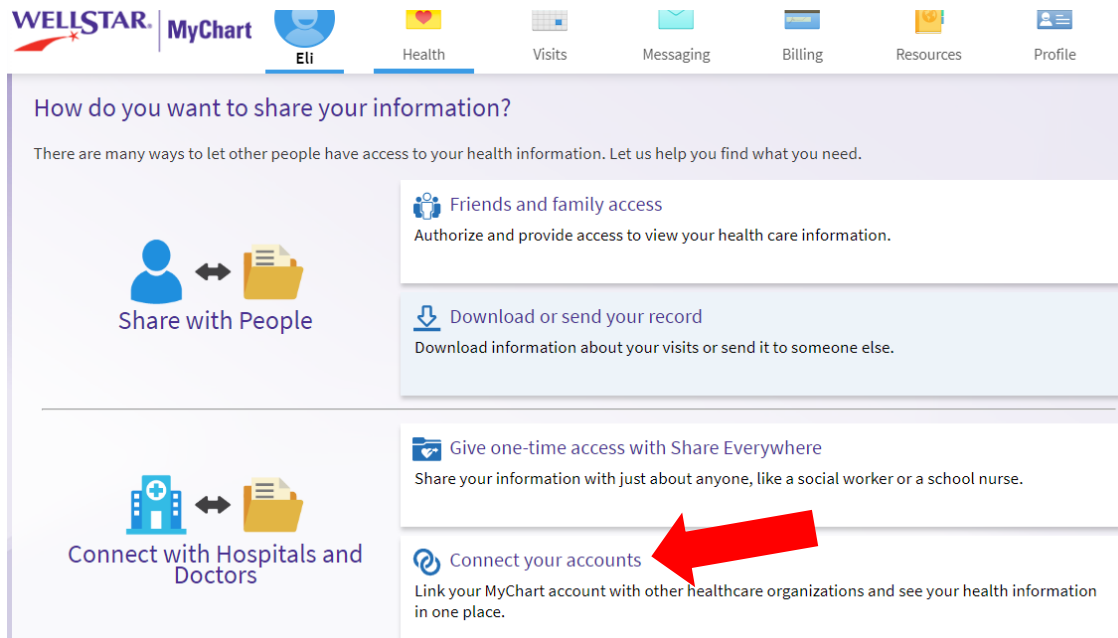 WELLSTAR. MyChart
Eli
Health
Visits
Messaging
Billing
Resources
Profile
How do you want to share your information?
There are many ways to let other people have access to your health information. Let us help you find what you need.
Share with People
Friends and family access
Authorize and provide access to view your health care information.
Download or send your record
Download information about your visits or send it to someone else.
Connect with Hospitals and
Doctors
Give one-time access with Share Everywhere
Share your information with just about anyone, like a social worker or a school nurse.
Connect your accounts
Link your MyChart account with other healthcare organizations and see your health information
in one place.